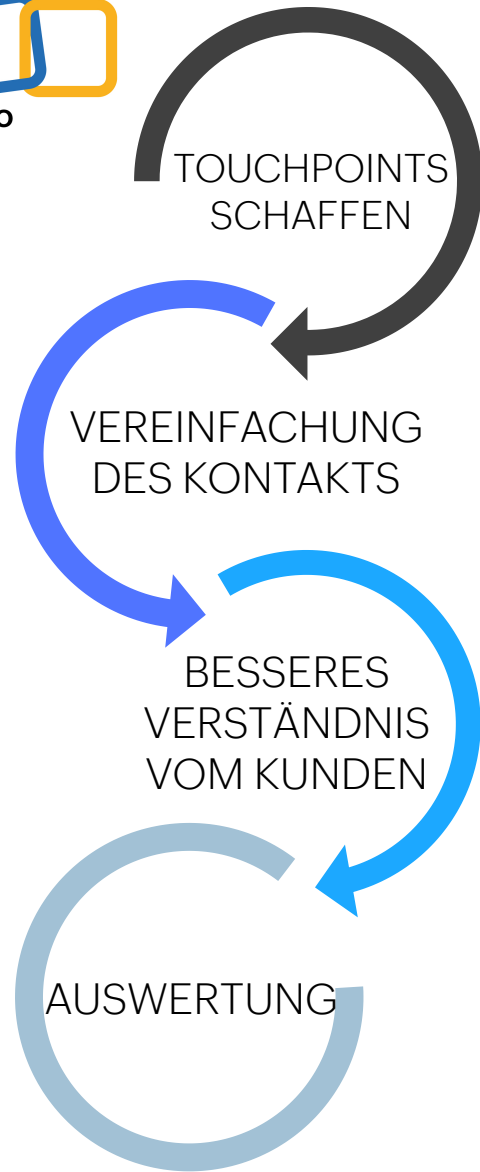 o
TOUCHPOINTS
SCHAFFEN
VEREINFACHUNG
DES KONTAKTS
BESSERES
VERSTÄNDNIS
VOM KUNDEN
AUSWERTUNG